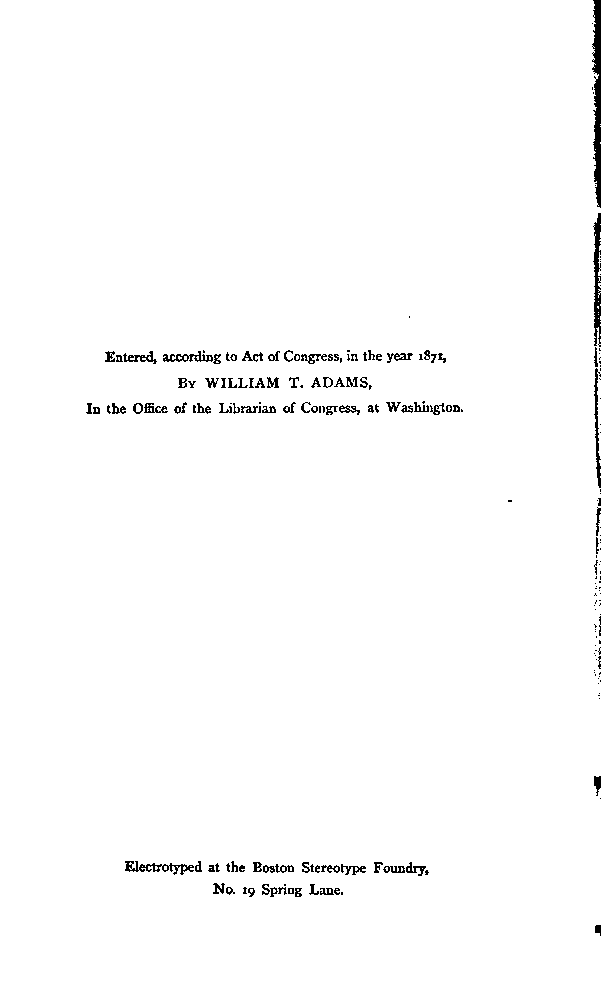 Entered, according to Act of Congress, in the year 1871,
By WILLIAM T. ADAMS,
In the Office of the Librarian of Congress, at Washington.
Electrotyped at the Boston Stereotype Foundry,
No. 19 Spring Lane.